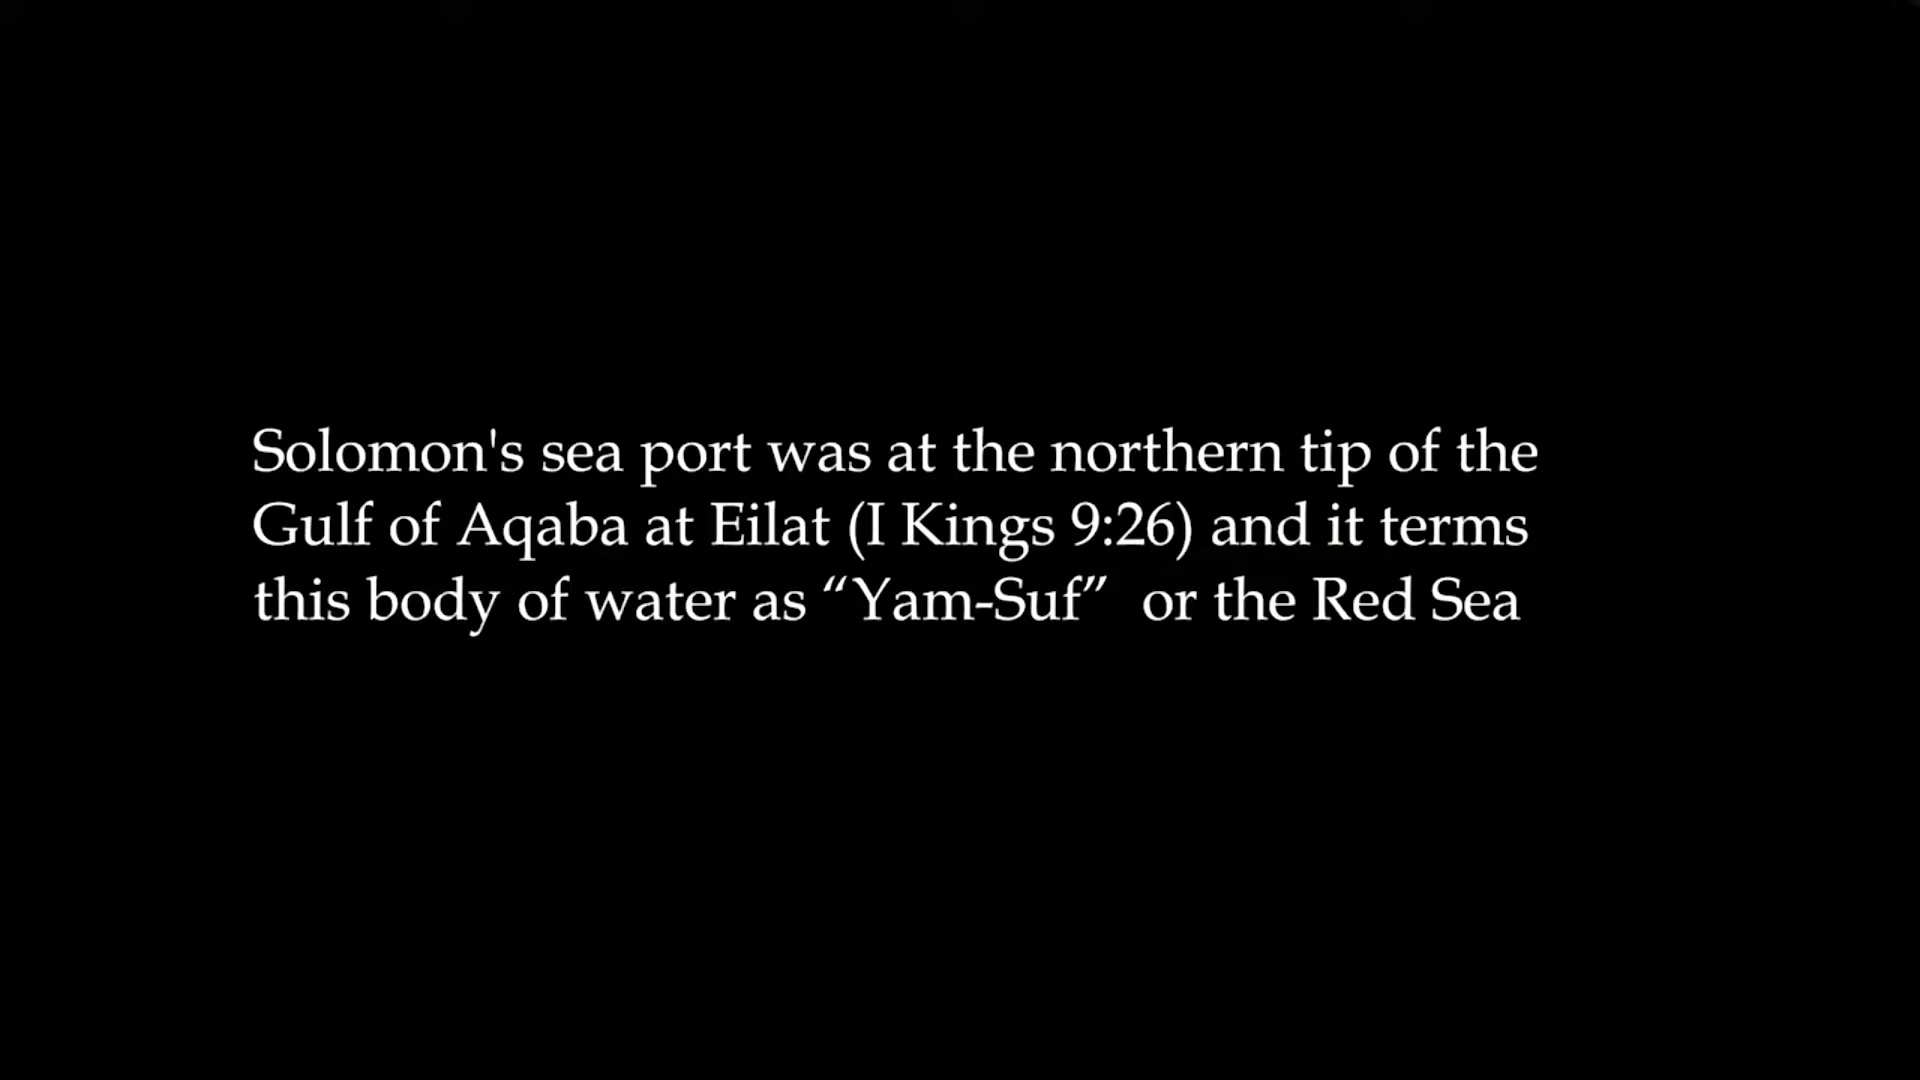 Solomon's sea port was at the northern tip of the
Gulf of Aqaba at Eilat (I Kings 9:26) and it terms
this body of water as “Yam-Suf”  or the Red Sea